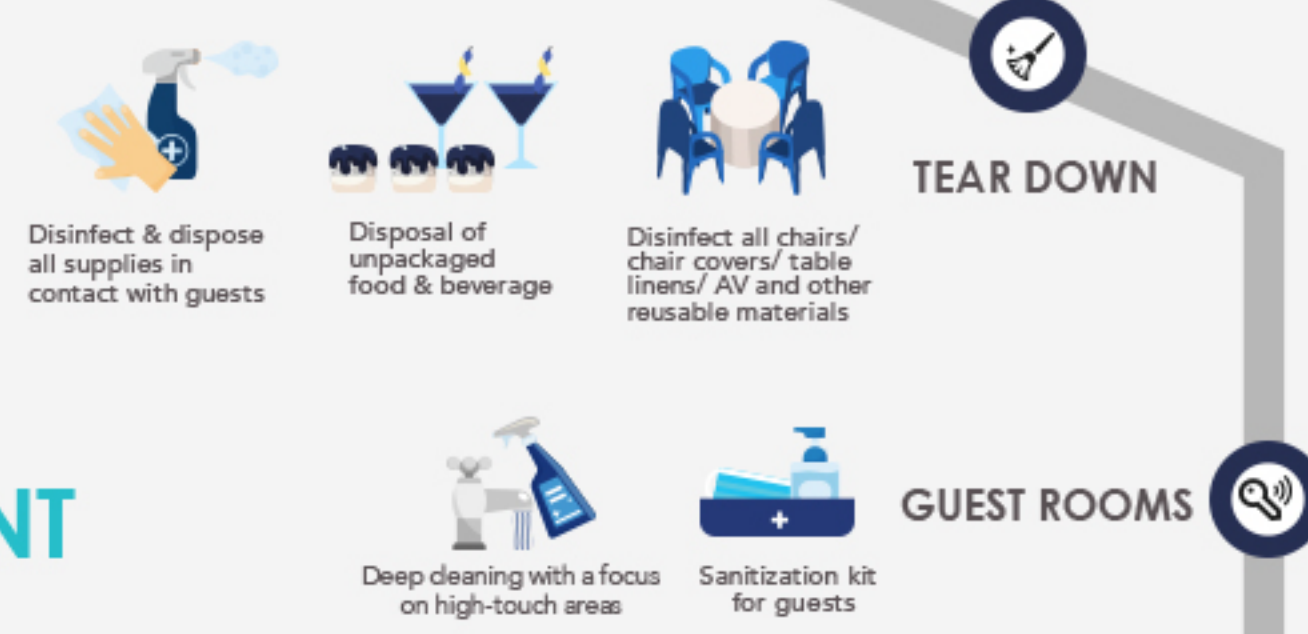 TEAR DOWN
Disinfect & dispose
all supplies in
contact with guests
Disposal of
unpackaged
food & beverage
Disinfect all chairs/
chair covers/ table
linens/ AV and other
reusable materials
NT
GUEST ROOMS
Deep cleaning with a focus
on high-touch areas
Sanitization kit
for guests